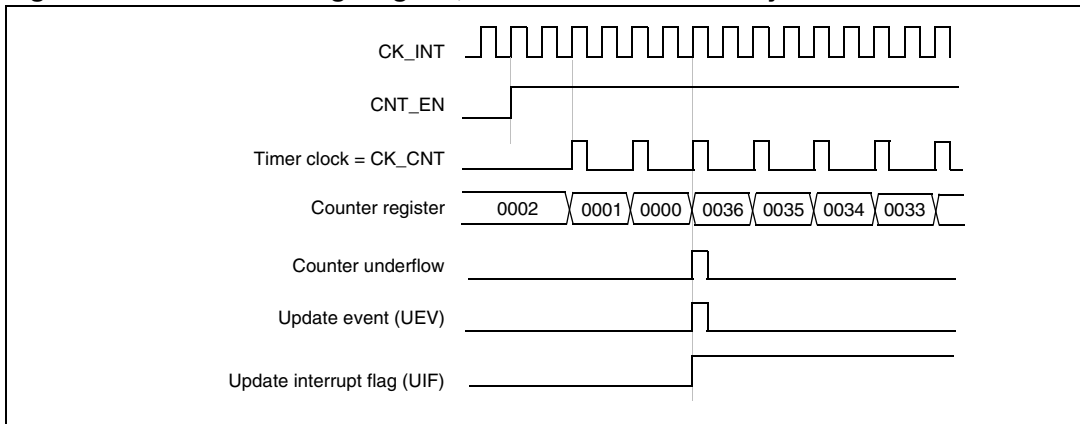 CK_INT
CNT_EN
Timer clock = CK_CNT
Counter register 0002 0001 0000 0036 0035 0034 0033
Counter underflow
Update event (UEV)
Update interrupt flag (UIF)